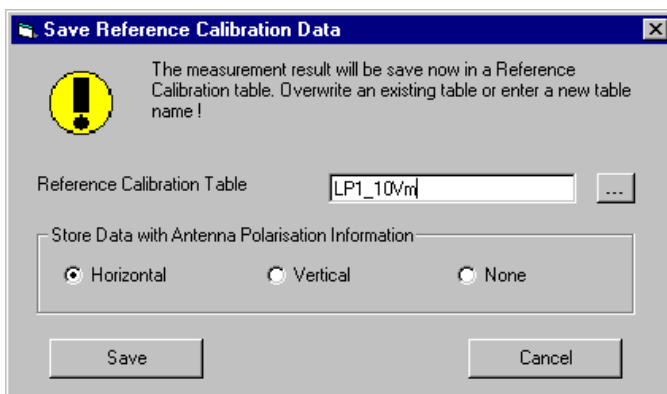 Save Reference Calibration Data
The measurement result will be save now in a Reference
Calibration table. Overwrite an existing table or enter a new table
name !
Reference Calibration Table LP1_10Vm ...
Store Data with Antenna Polarisation Information
Horizontal Vertical None
Save Cancel